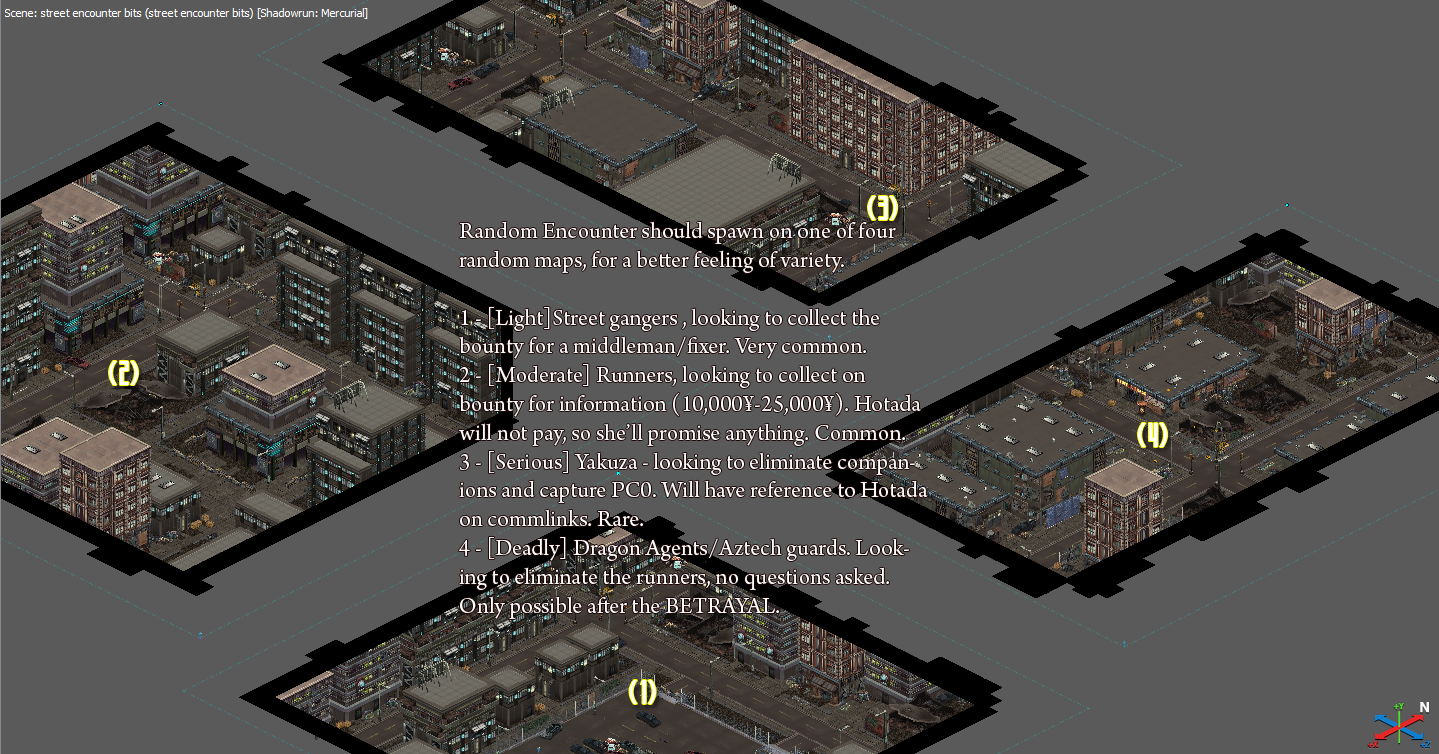 Scene: street encounter bits (street encounter bits) [Shadowrun: Mercurial]
(3)
Random Encounter should spawn on one of four
random maps, for a better feeling of variety.
1 - [Light]Street gangers , looking to collect the
bounty for a middleman/fixer. Very common.
2 - [Moderate] Runners, looking to collect on
bounty for information (10,000¥-25,000¥). Hotada
will not pay, so she'll promise anything. Common.
3 - [Serious] Yakuza - looking to eliminate compan-
ions and capture PC0. Will have reference to Hotada
on commlinks. Rare.
4 - [Deadly] Dragon Agents/Aztech guards. Look-
ing to eliminate the runners, no questions asked.
Only possible after the BETRAYAL.
(2)
(4)
(1)
N
+Y